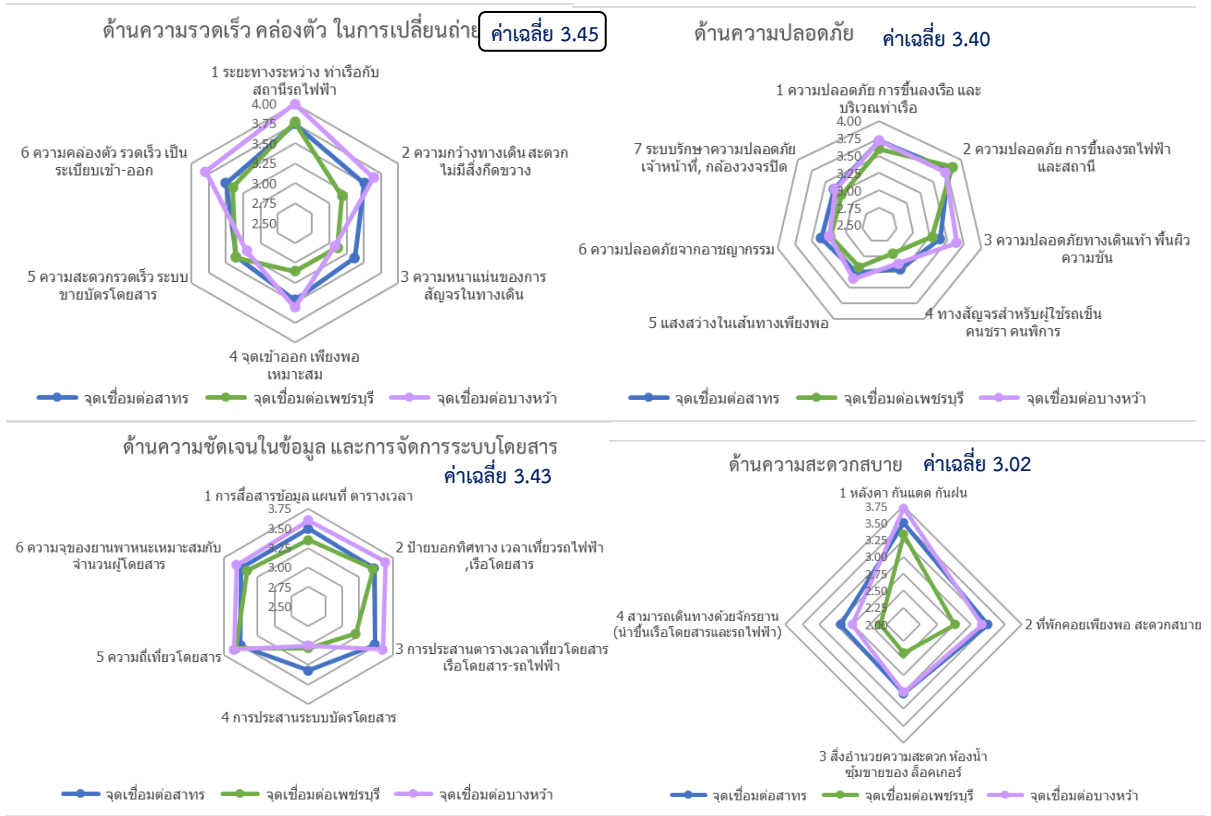 ด้านความรวดเร็ว คล่องตัว ในการเปลี่ยนถ่าย
ค่าเฉลี่ย 3.45
1 ระยะทางระหว่าง ท่าเรือกับ
สถานีรถไฟฟ้า
4.00
3.75
3.50
3.25
3.00
2.75
2.50
2 ความกว้างทางเดิน สะดวก
ไม่มีสิ่งกีดขวาง
3 ความหนาแน่นของการ
สัญจรในทางเดิน
4 จุดเข้าออก เพียงพอ
เหมาะสม
5 ความสะดวกรวดเร็ว ระบบ
ขายบัตรโดยสาร
6 ความคล่องตัว รวดเร็ว เป็น
ระเบียบเข้า-ออก
จุดเชื่อมต่อสาทร
จุดเชื่อมต่อเพชรบุรี
จุดเชื่อมต่อบางหว้า
ด้านความปลอดภัย
ค่าเฉลี่ย 3.40
1 ความปลอดภัย การขึ้นลงเรือ และ
บริเวณท่าเรือ
4.00
3.75
3.50
3.25
3.00
2.75
2.50
2 ความปลอดภัย การขึ้นลงรถไฟฟ้า
และสถานี
3 ความปลอดภัยทางเดินเท้า พื้นผิว
ความชัน
4 ทางสัญจรสำหรับผู้ใช้รถเข็น
คนชรา คนพิการ
5 แสงสว่างในเส้นทางเพียงพอ
6 ความปลอดภัยจากอาชญากรรม
7 ระบบรักษาความปลอดภัย
เจ้าหน้าที่, กล้องวงจรปิด
จุดเชื่อมต่อสาทร
จุดเชื่อมต่อเพชรบุรี
จุดเชื่อมต่อบางหว้า
ด้านความชัดเจนในข้อมูล และการจัดการระบบโดยสาร
ค่าเฉลี่ย 3.43
1 การสื่อสารข้อมูล แผนที่ ตารางเวลา
3.75
3.50
3.25
3.00
2.75
2.50
2 ป้ายบอกทิศทาง เวลาเที่ยวรถไฟฟ้า
,เรือโดยสาร
3 การประสานตารางเวลาเที่ยวโดยสาร
เรือโดยสาร-รถไฟฟ้า
4 การประสานระบบบัตรโดยสาร
5 ความถี่เที่ยวโดยสาร
6 ความจุของยานพาหนะเหมาะสมกับ
จำนวนผู้โดยสาร
จุดเชื่อมต่อสาทร
จุดเชื่อมต่อเพชรบุรี
จุดเชื่อมต่อบางหว้า
ด้านความสะดวกสบาย
ค่าเฉลี่ย 3.02
1 หลังคา กันแดด กันฝน
3.75
3.50
3.25
3.00
2.75
2.50
2.25
2.00
2 ที่พักคอยเพียงพอ สะดวกสบาย
3 สิ่งอำนวยความสะดวก ห้องน้ำ
ซุ้มขายของ ล็อคเกอร์
4 สามารถเดินทางด้วยจักรยาน
(นำขึ้นเรือโดยสารและรถไฟฟ้า)
จุดเชื่อมต่อสาทร
จุดเชื่อมต่อเพชรบุรี
จุดเชื่อมต่อบางหว้า